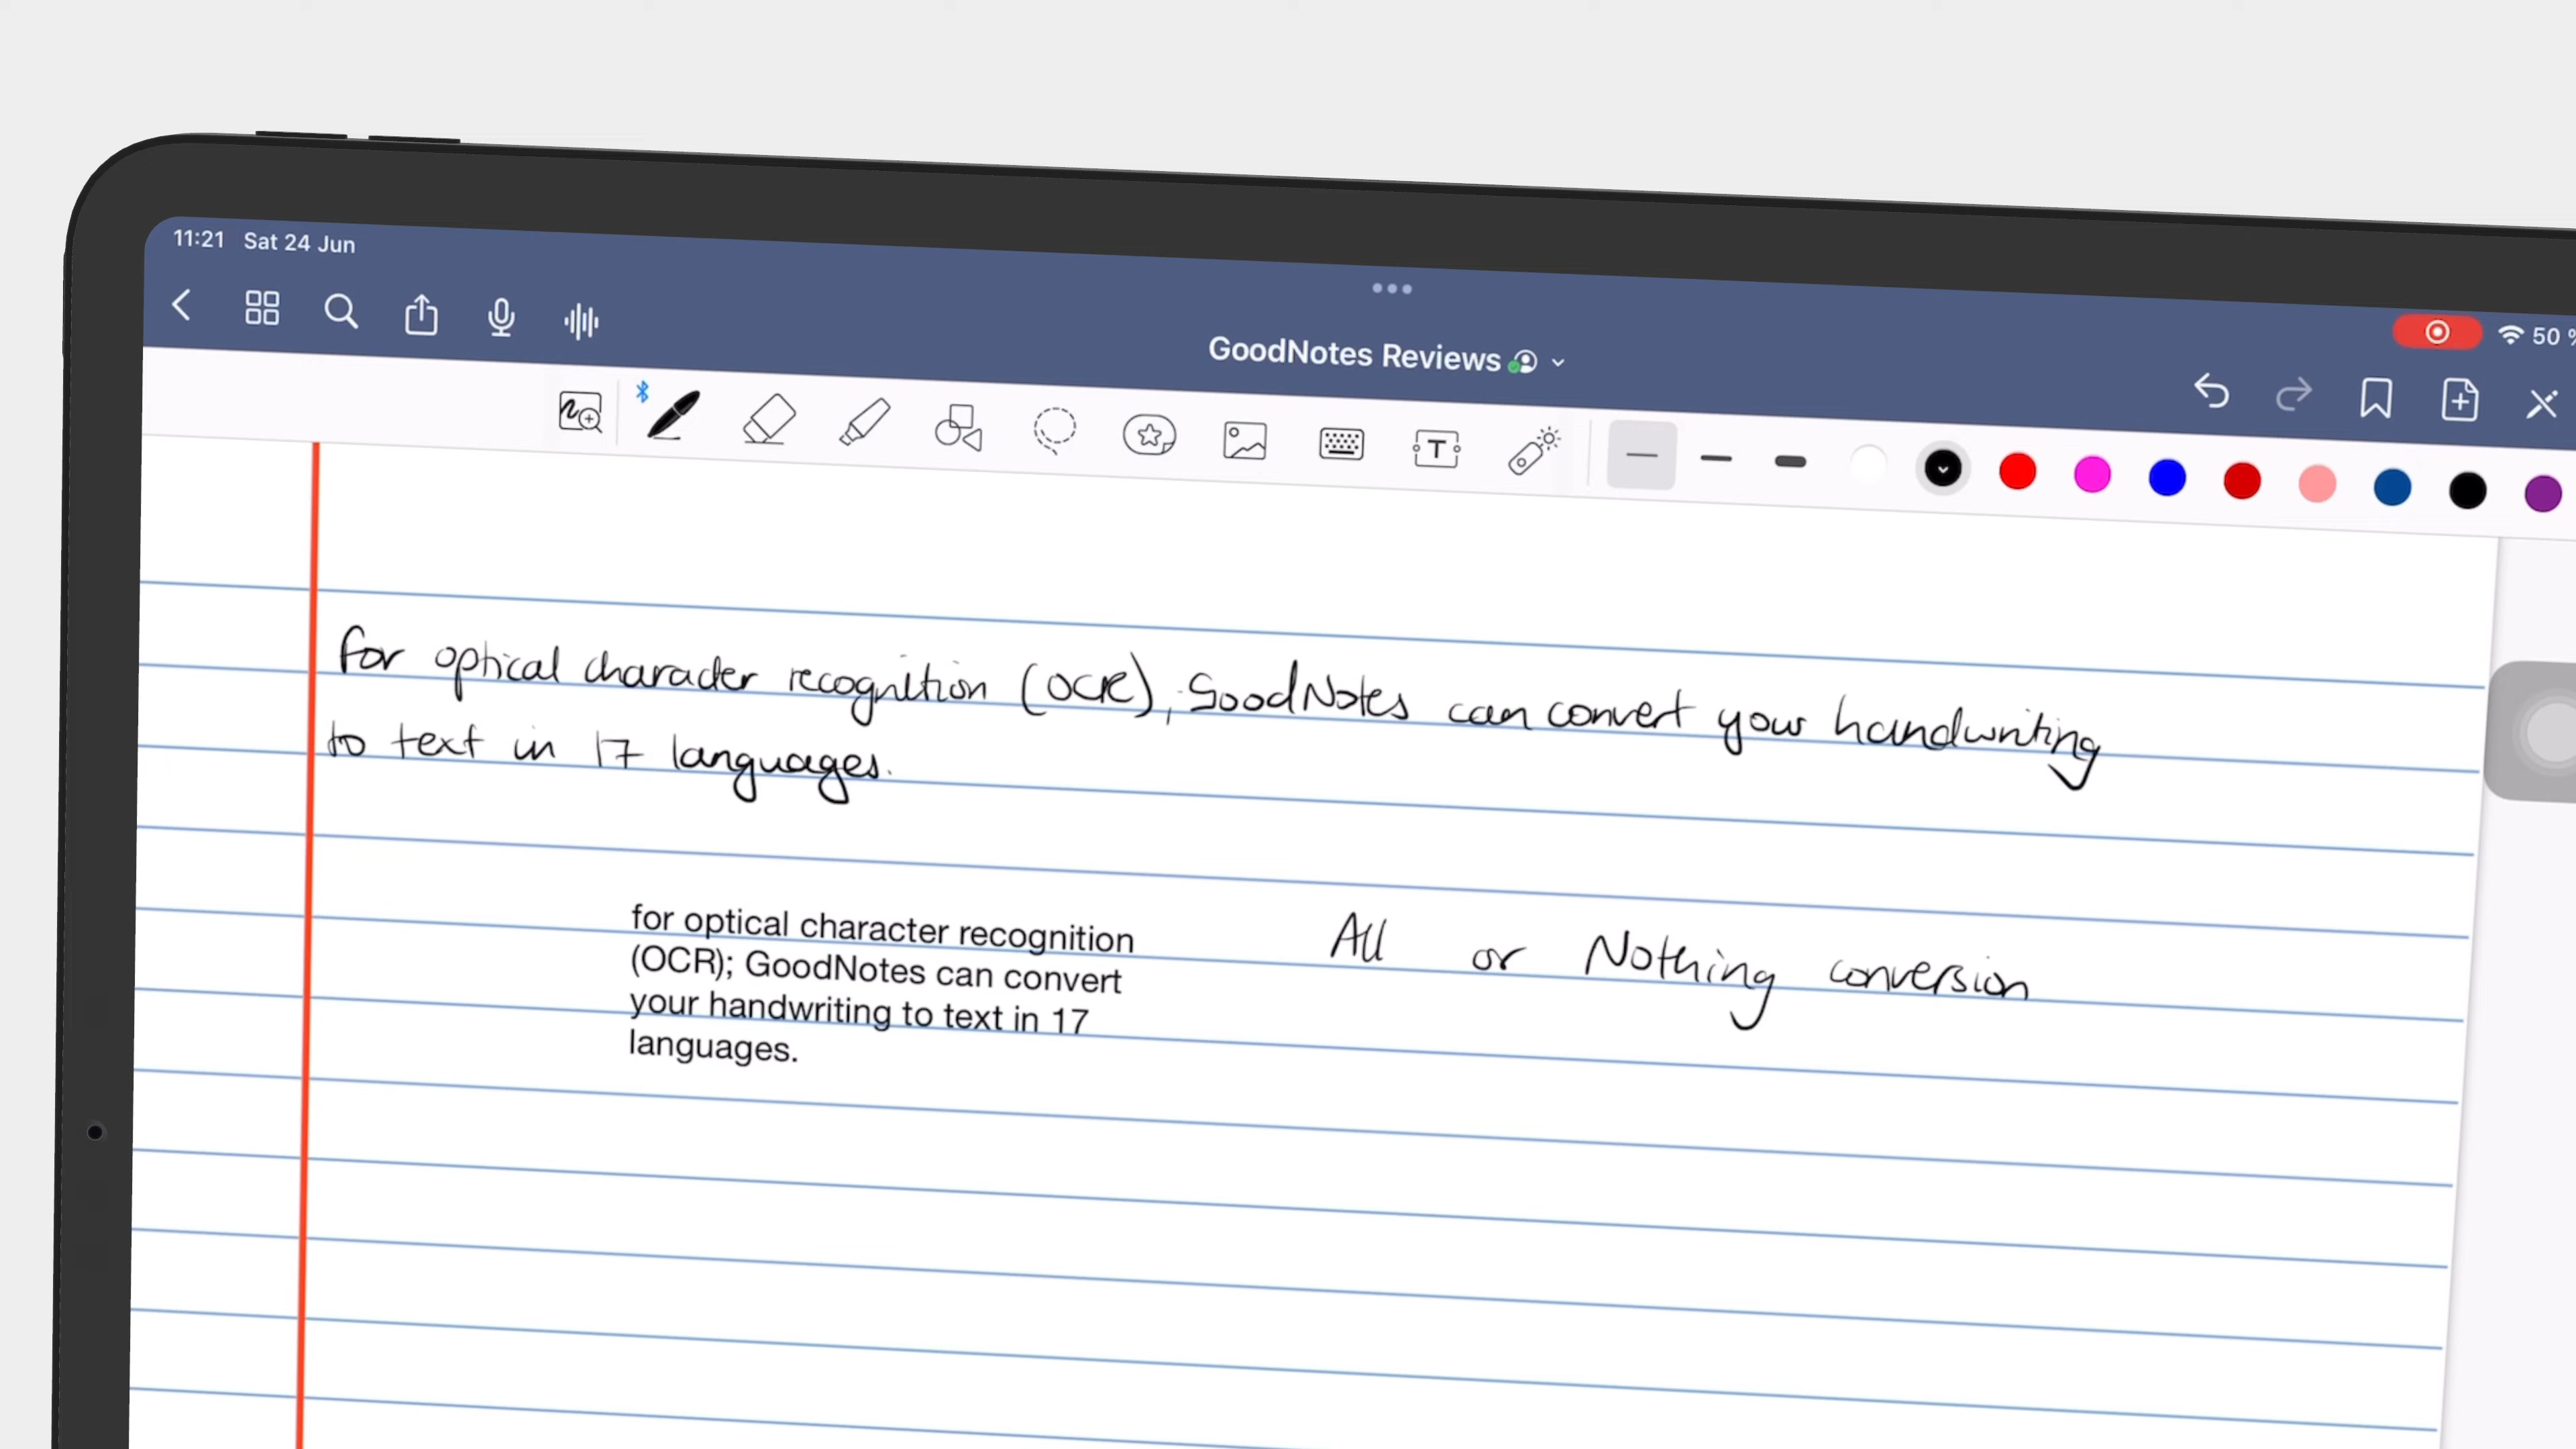 11:21 Sat 24 Jun
50 %
GoodNotes Reviews
T
for optical character recognition (OCR), GoodNotes can convert your handwriting
to text in 17 languages.
for optical character recognition
(OCR); GoodNotes can convert
your handwriting to text in 17
languages.
All or Nothing conversion